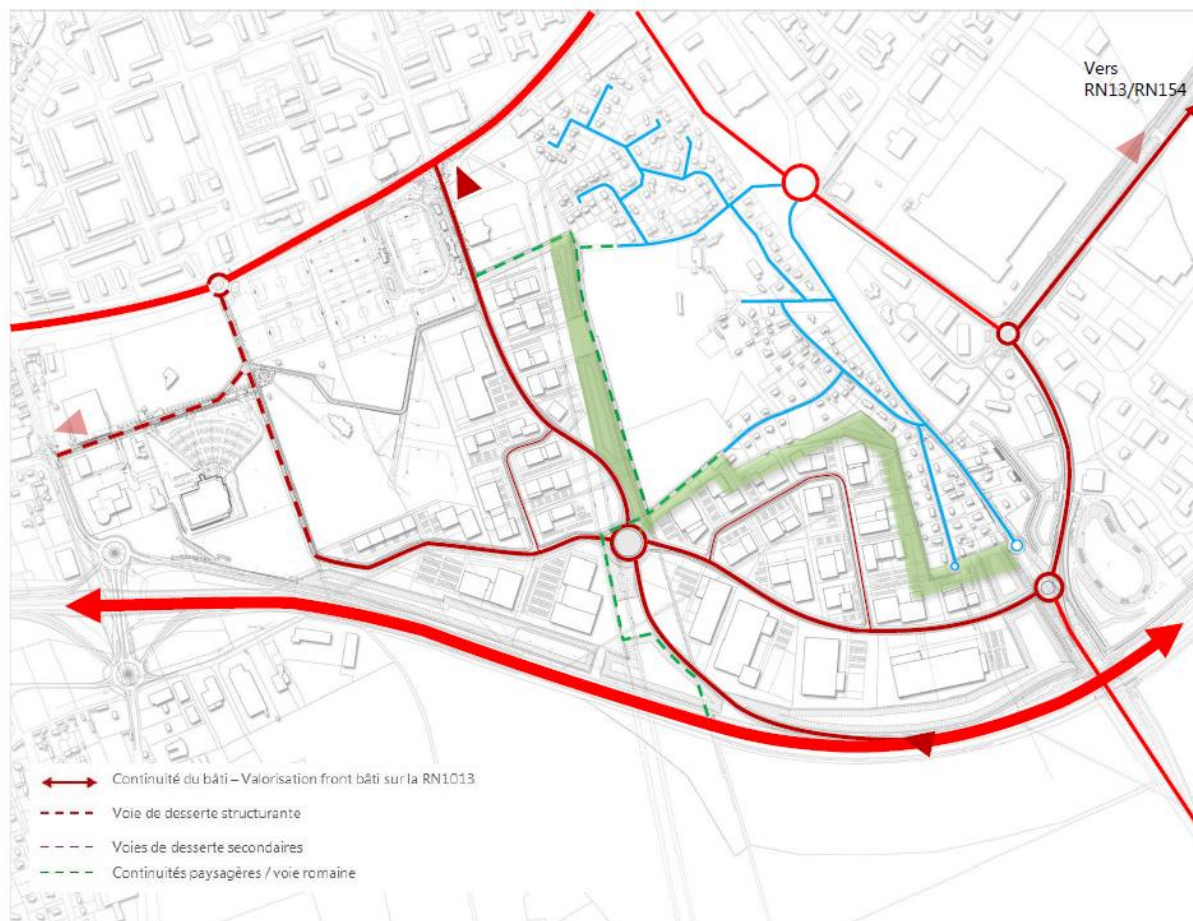 Vers
RN13/RN154
Continuité du bâti – Valorisation front bâti sur la RN1013
Voie de desserte structurante
Voies de desserte secondaires
Continuités paysagères / voie romaine